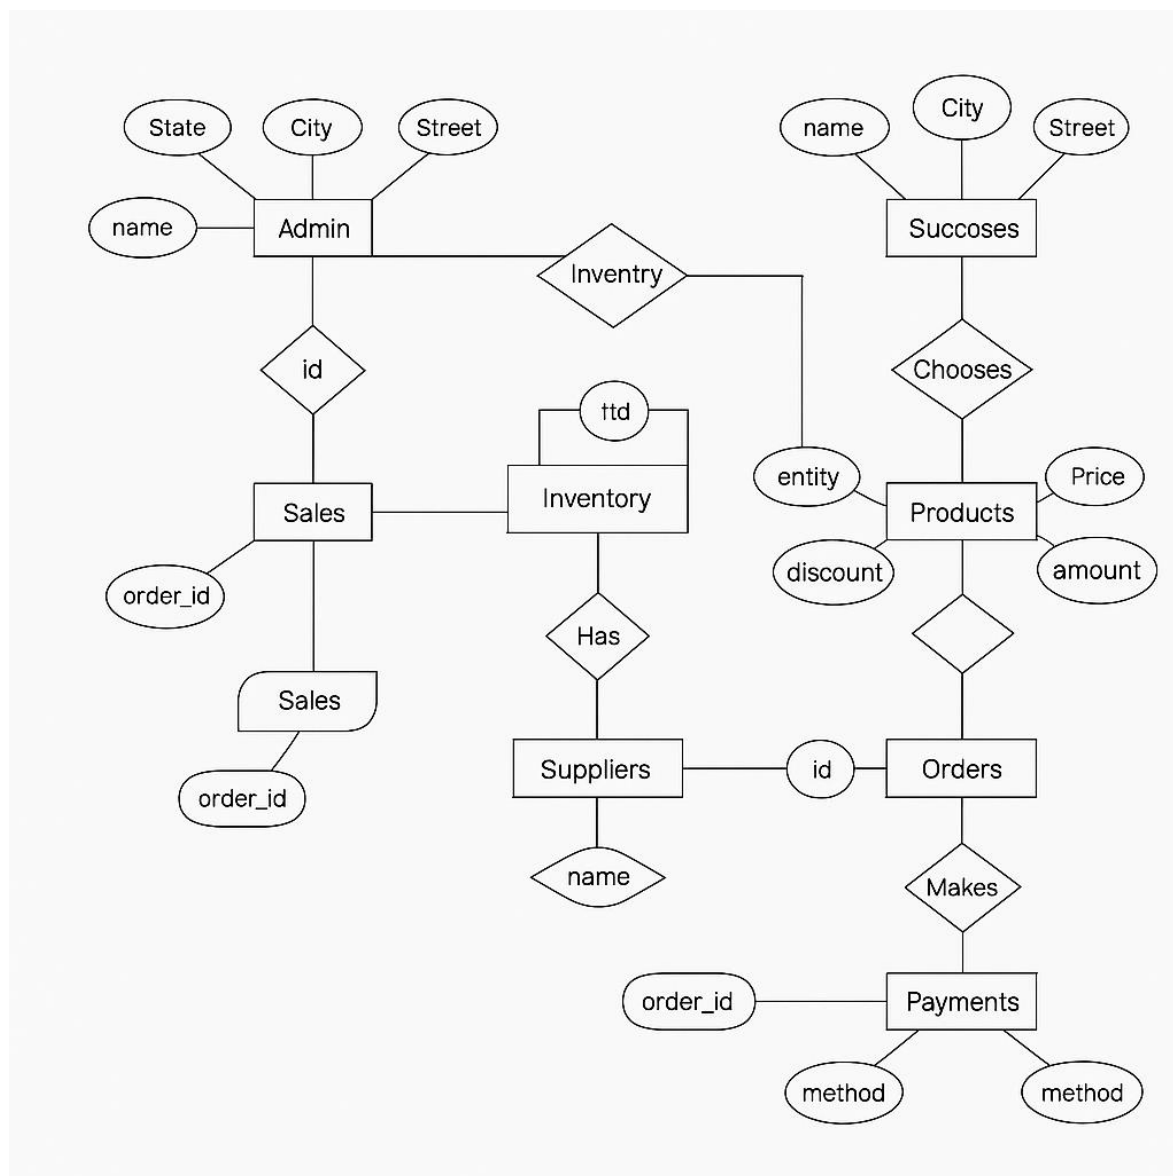 State
City
Street
name
Admin
name
City
Street
Succoses
Inventry
id
Chooses
ttd
Sales
Inventory
entity
Products
Price
discount
amount
order_id
Has
Sales
order_id
Suppliers
id
Orders
name
Makes
order_id
Payments
method
method